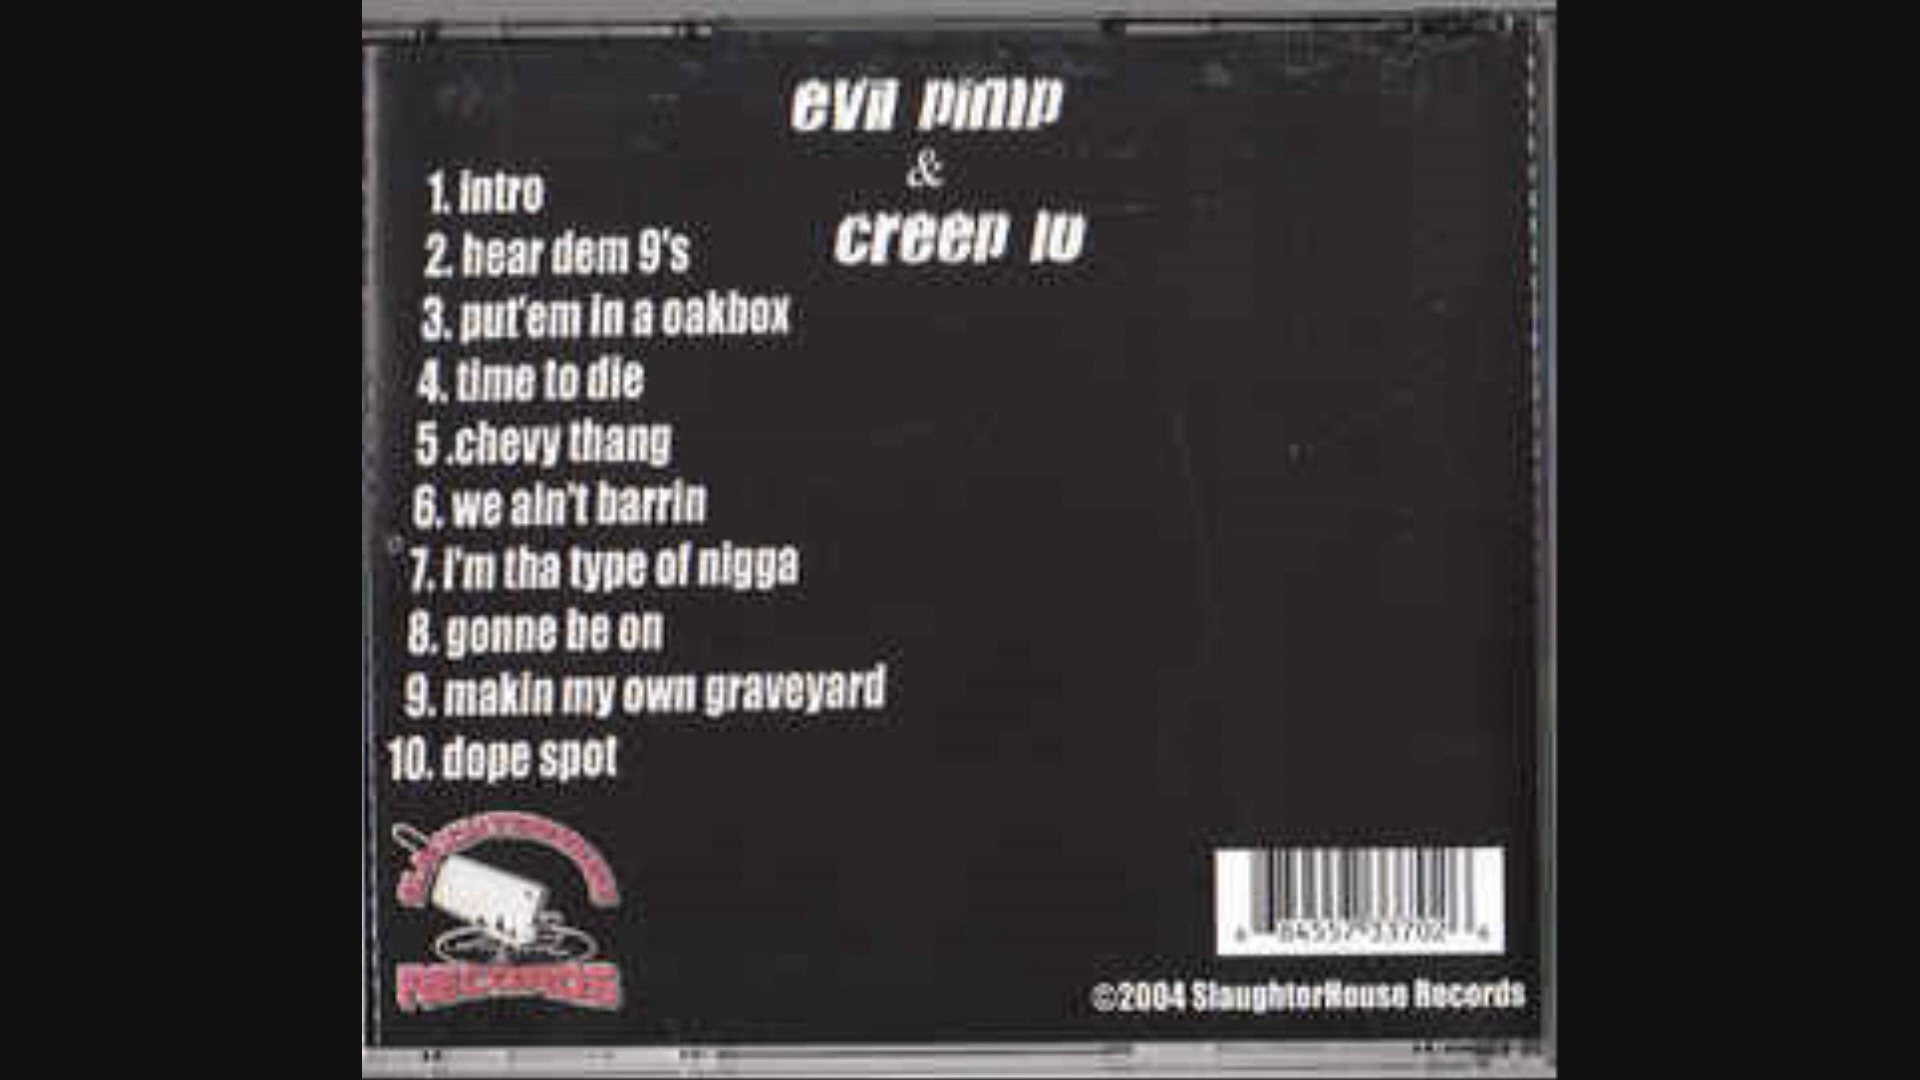 evil pimp
&
creep lo
1. intro
2. hear dem 9's
3. put'em in a oakbox
4. time to die
5 .chevy thang
6. we ain't barrin
7. i'm tha type of nigga
8. gonne be on
9. makin my own graveyard
10. dope spot
RECORDS
©2004 SlaughterHouse Records